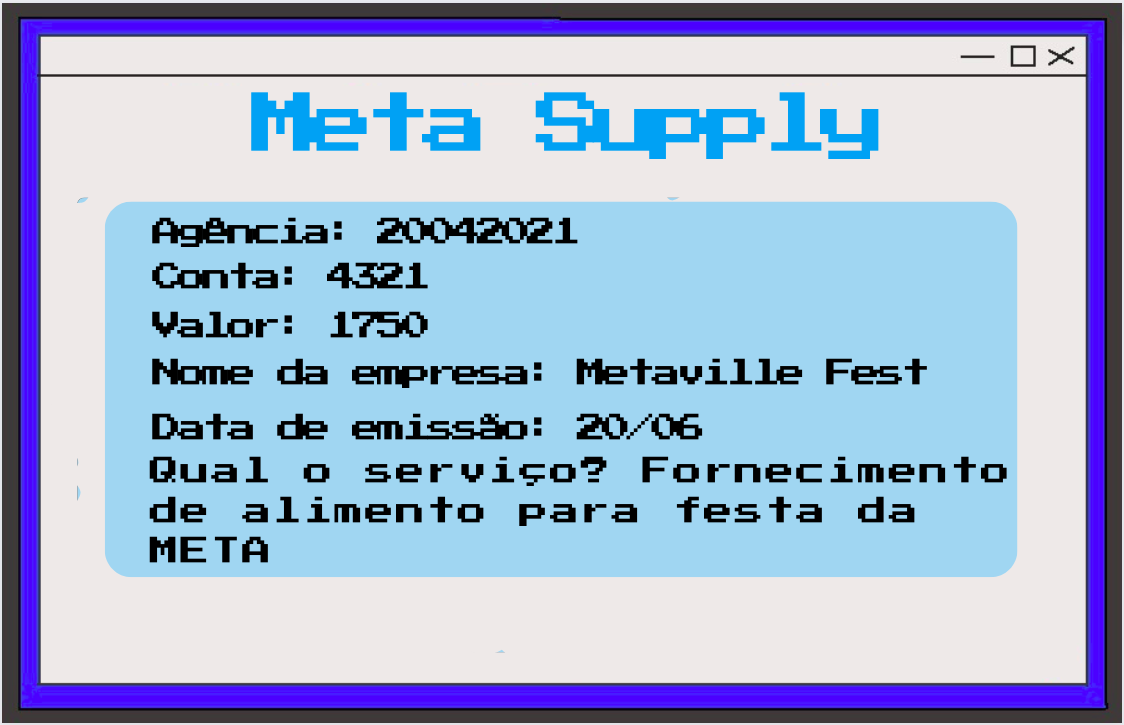 Meta Supply
Agência: 20042021
Conta: 4321
Valor: 1750
Nome da empresa: Metaville Fest
Data de emissão: 20/06
Qual o serviço? Fornecimento
de alimento para festa da
META